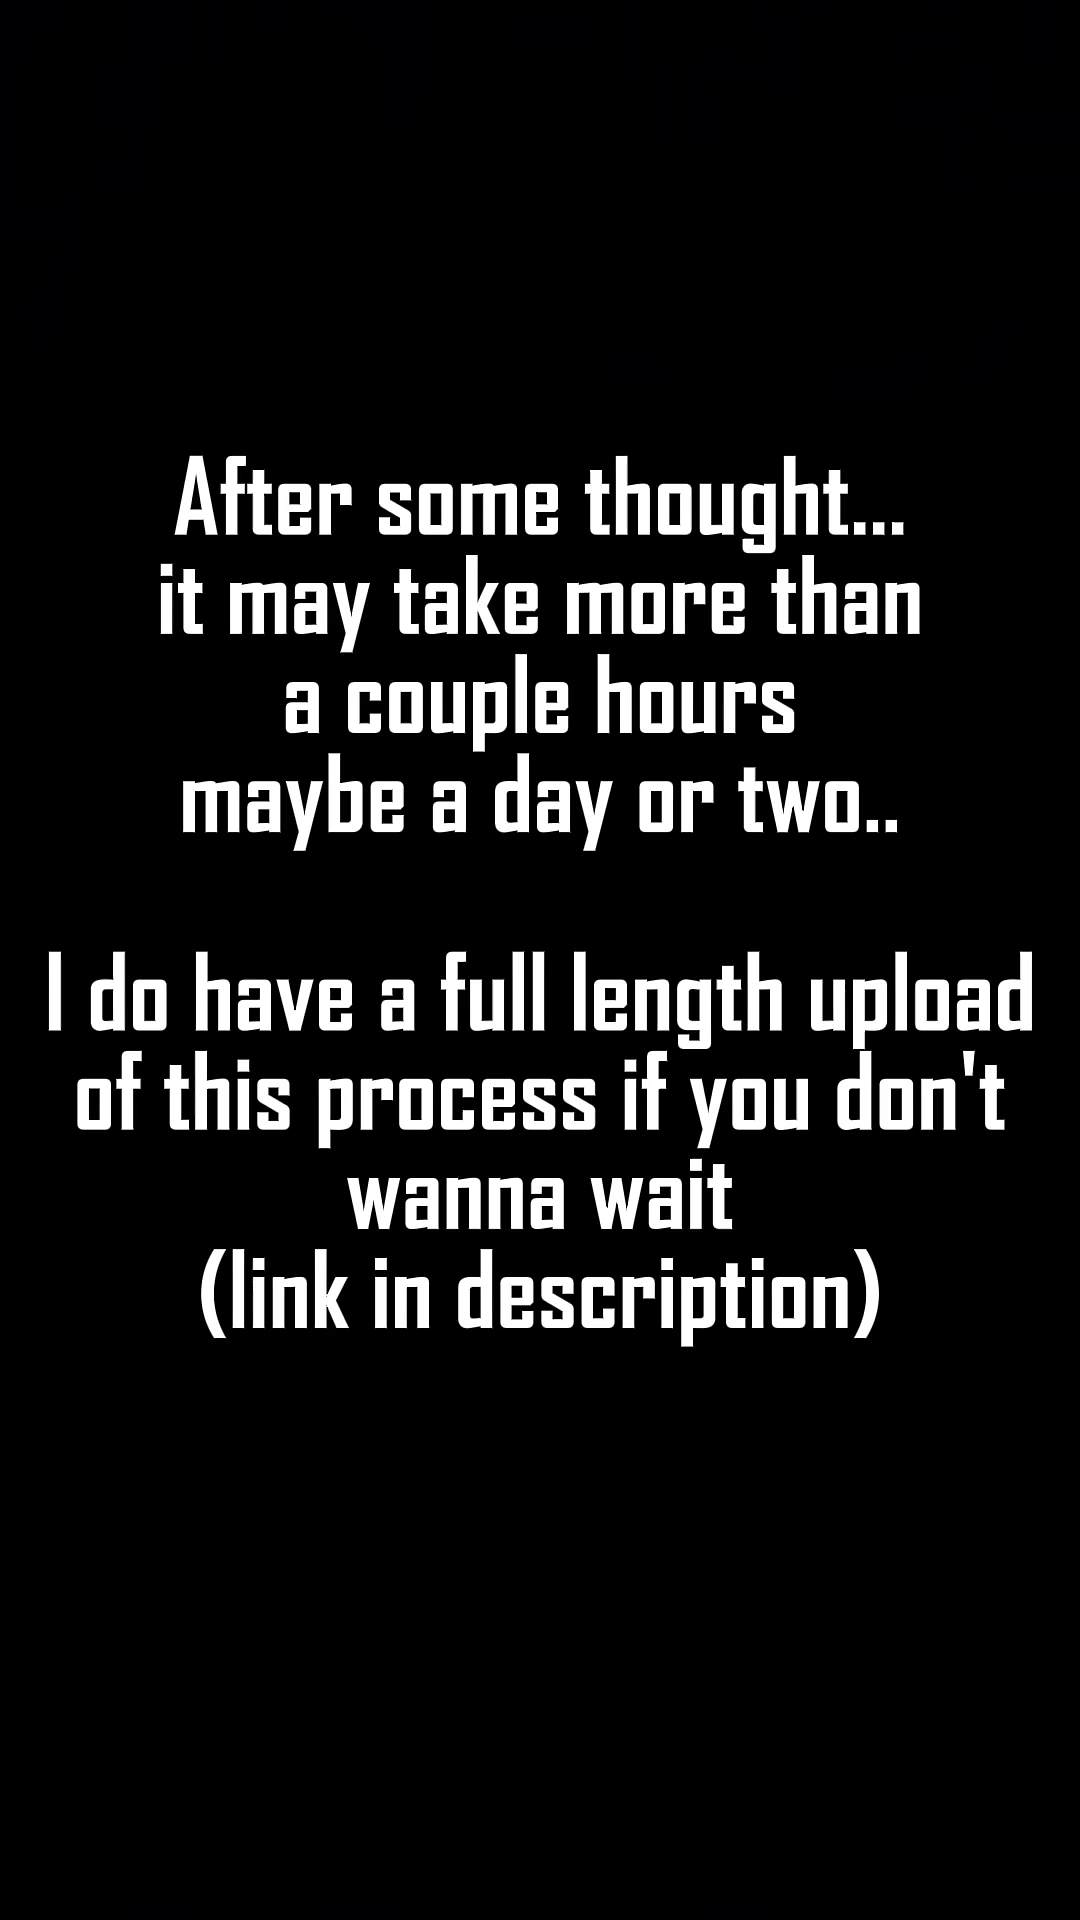 After some thought...
it may take more than
a couple hours
maybe a day or two..
I do have a full length upload
of this process if you don't
wanna wait
(link in description)